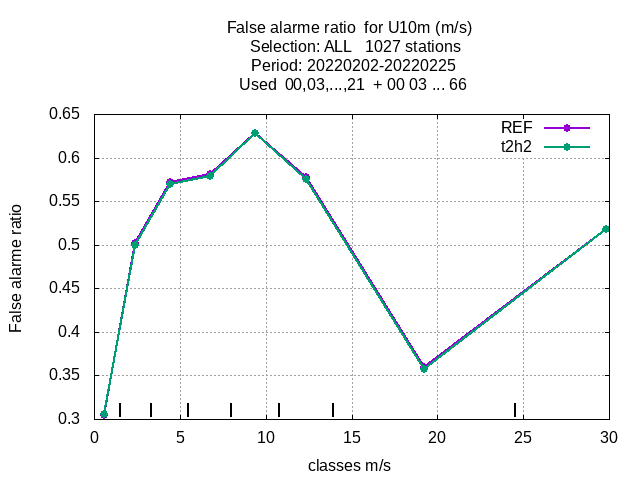 False alarme ratio  for U10m (m/s)
Selection: ALL   1027 stations
Period: 20220202-20220225
Used  00,03,...,21  + 00 03 ... 66
REF
t2h2
False alarme ratio
0.65
0.6
0.55
0.5
0.45
0.4
0.35
0.3
0 5 10 15 20 25 30
classes m/s